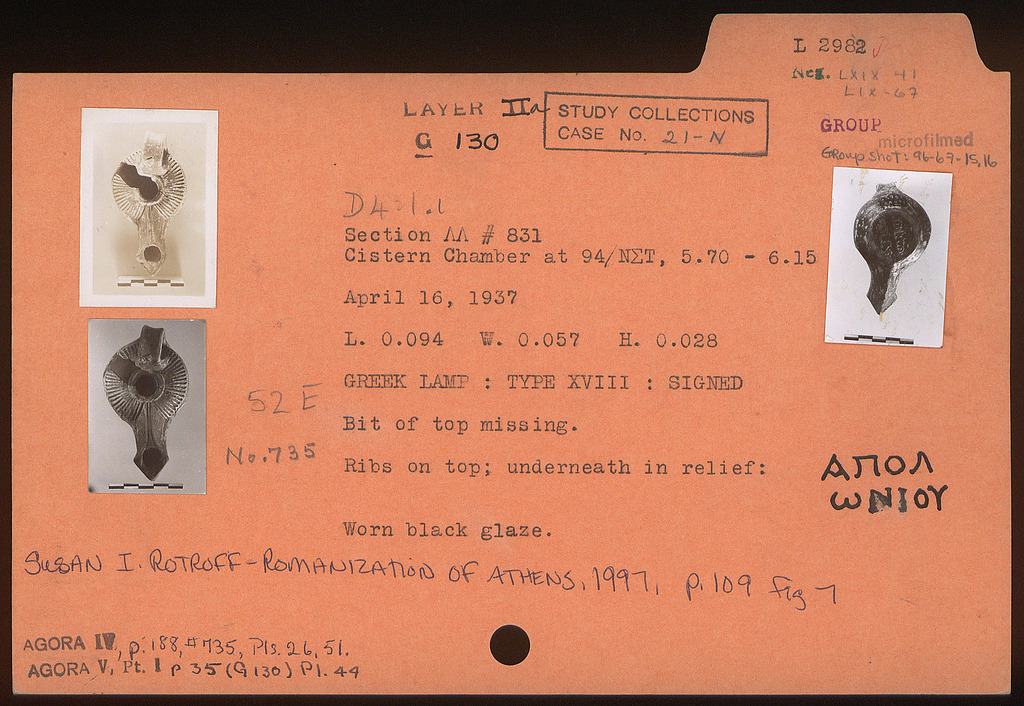 L 2982
Neg. LXIX-41
LIX-67
LAYER IIa
G 130
STUDY COLLECTIONS
CASE No. 21-N
GROUP
microfilmed
Group shot: 96-67-15,16
Section ΛΛ # 831
Cistern Chamber at 94/ΝΣΤ, 5.70 - 6.15
April 16, 1937
L. 0.094 W. 0.057 H. 0.028
GREEK LAMP : TYPE XVIII : SIGNED
52 E
Bit of top missing.
No. 735
Ribs on top; underneath in relief:
ΑΠΟΛ
ωΝΙΟΥ
Worn black glaze.
SUSAN I. ROTROFF - ROMANIZATION OF ATHENS, 1997, p. 109 fig 7
AGORA IV, p. 188, #735, Pls. 26, 51.
AGORA V, Pt. I p 35 (G 130) Pl. 44